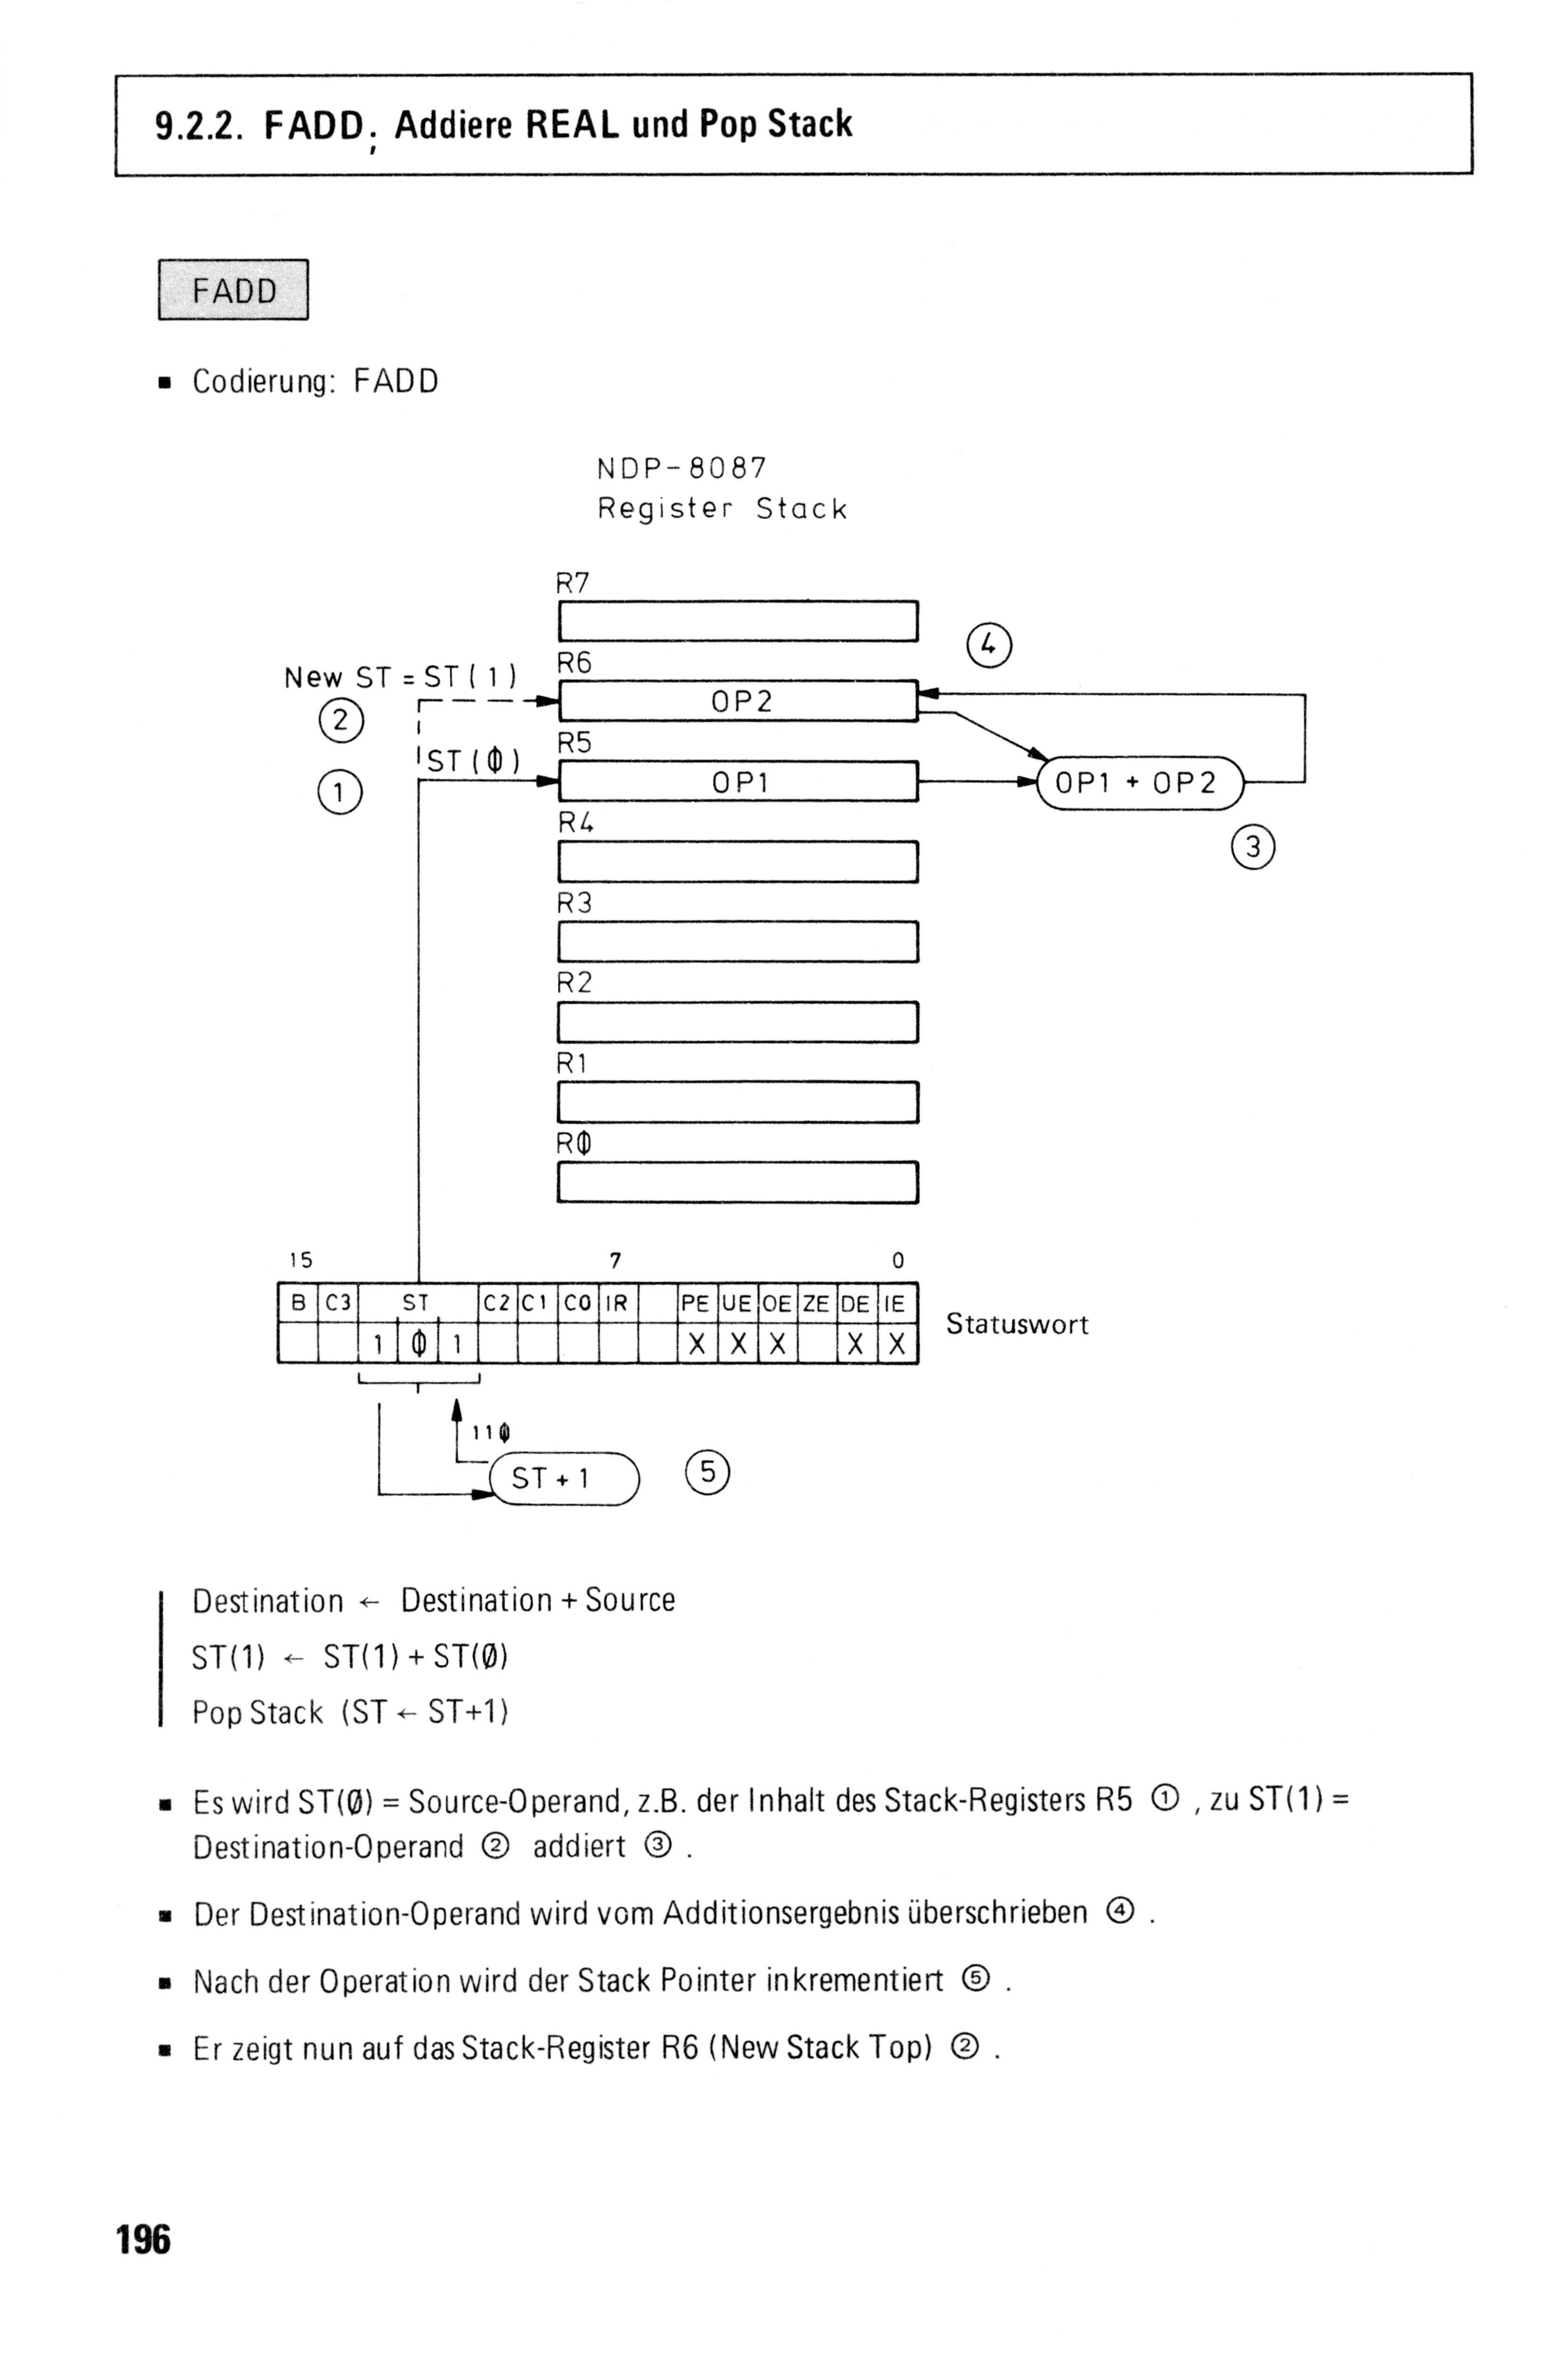 9.2.2. FADD; Addiere REAL und Pop Stack
FADD
▪ Codierung: FADD
NDP-8087
Register Stack
R7
④
New ST = ST(1)
R6
②
OP2
ST(0)
R5
①
OP1
OP1 + OP2
R4
③
R3
R2
R1
R0
15 7 0
B C3 ST C2 C1 C0 IR PE UE OE ZE DE IE
Statuswort
1 0 1 X X X X X
110
ST + 1
⑤
Destination ← Destination + Source
ST(1) ← ST(1) + ST(Ø)
Pop Stack (ST ← ST+1)
▪ Es wird ST(Ø) = Source-Operand, z.B. der Inhalt des Stack-Registers R5 ① , zu ST(1) =
Destination-Operand ② addiert ③ .
▪ Der Destination-Operand wird vom Additionsergebnis überschrieben ④ .
▪ Nach der Operation wird der Stack Pointer inkrementiert ⑤ .
▪ Er zeigt nun auf das Stack-Register R6 (New Stack Top) ② .
196